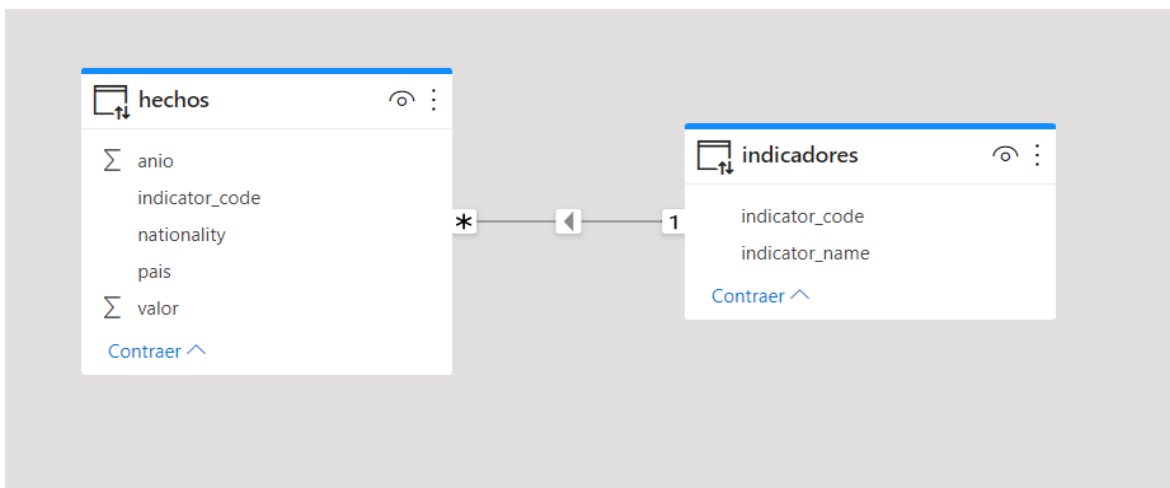 hechos
Σ anio
indicator_code
nationality
pais
Σ valor
Contraer
* 1
indicadores
indicator_code
indicator_name
Contraer